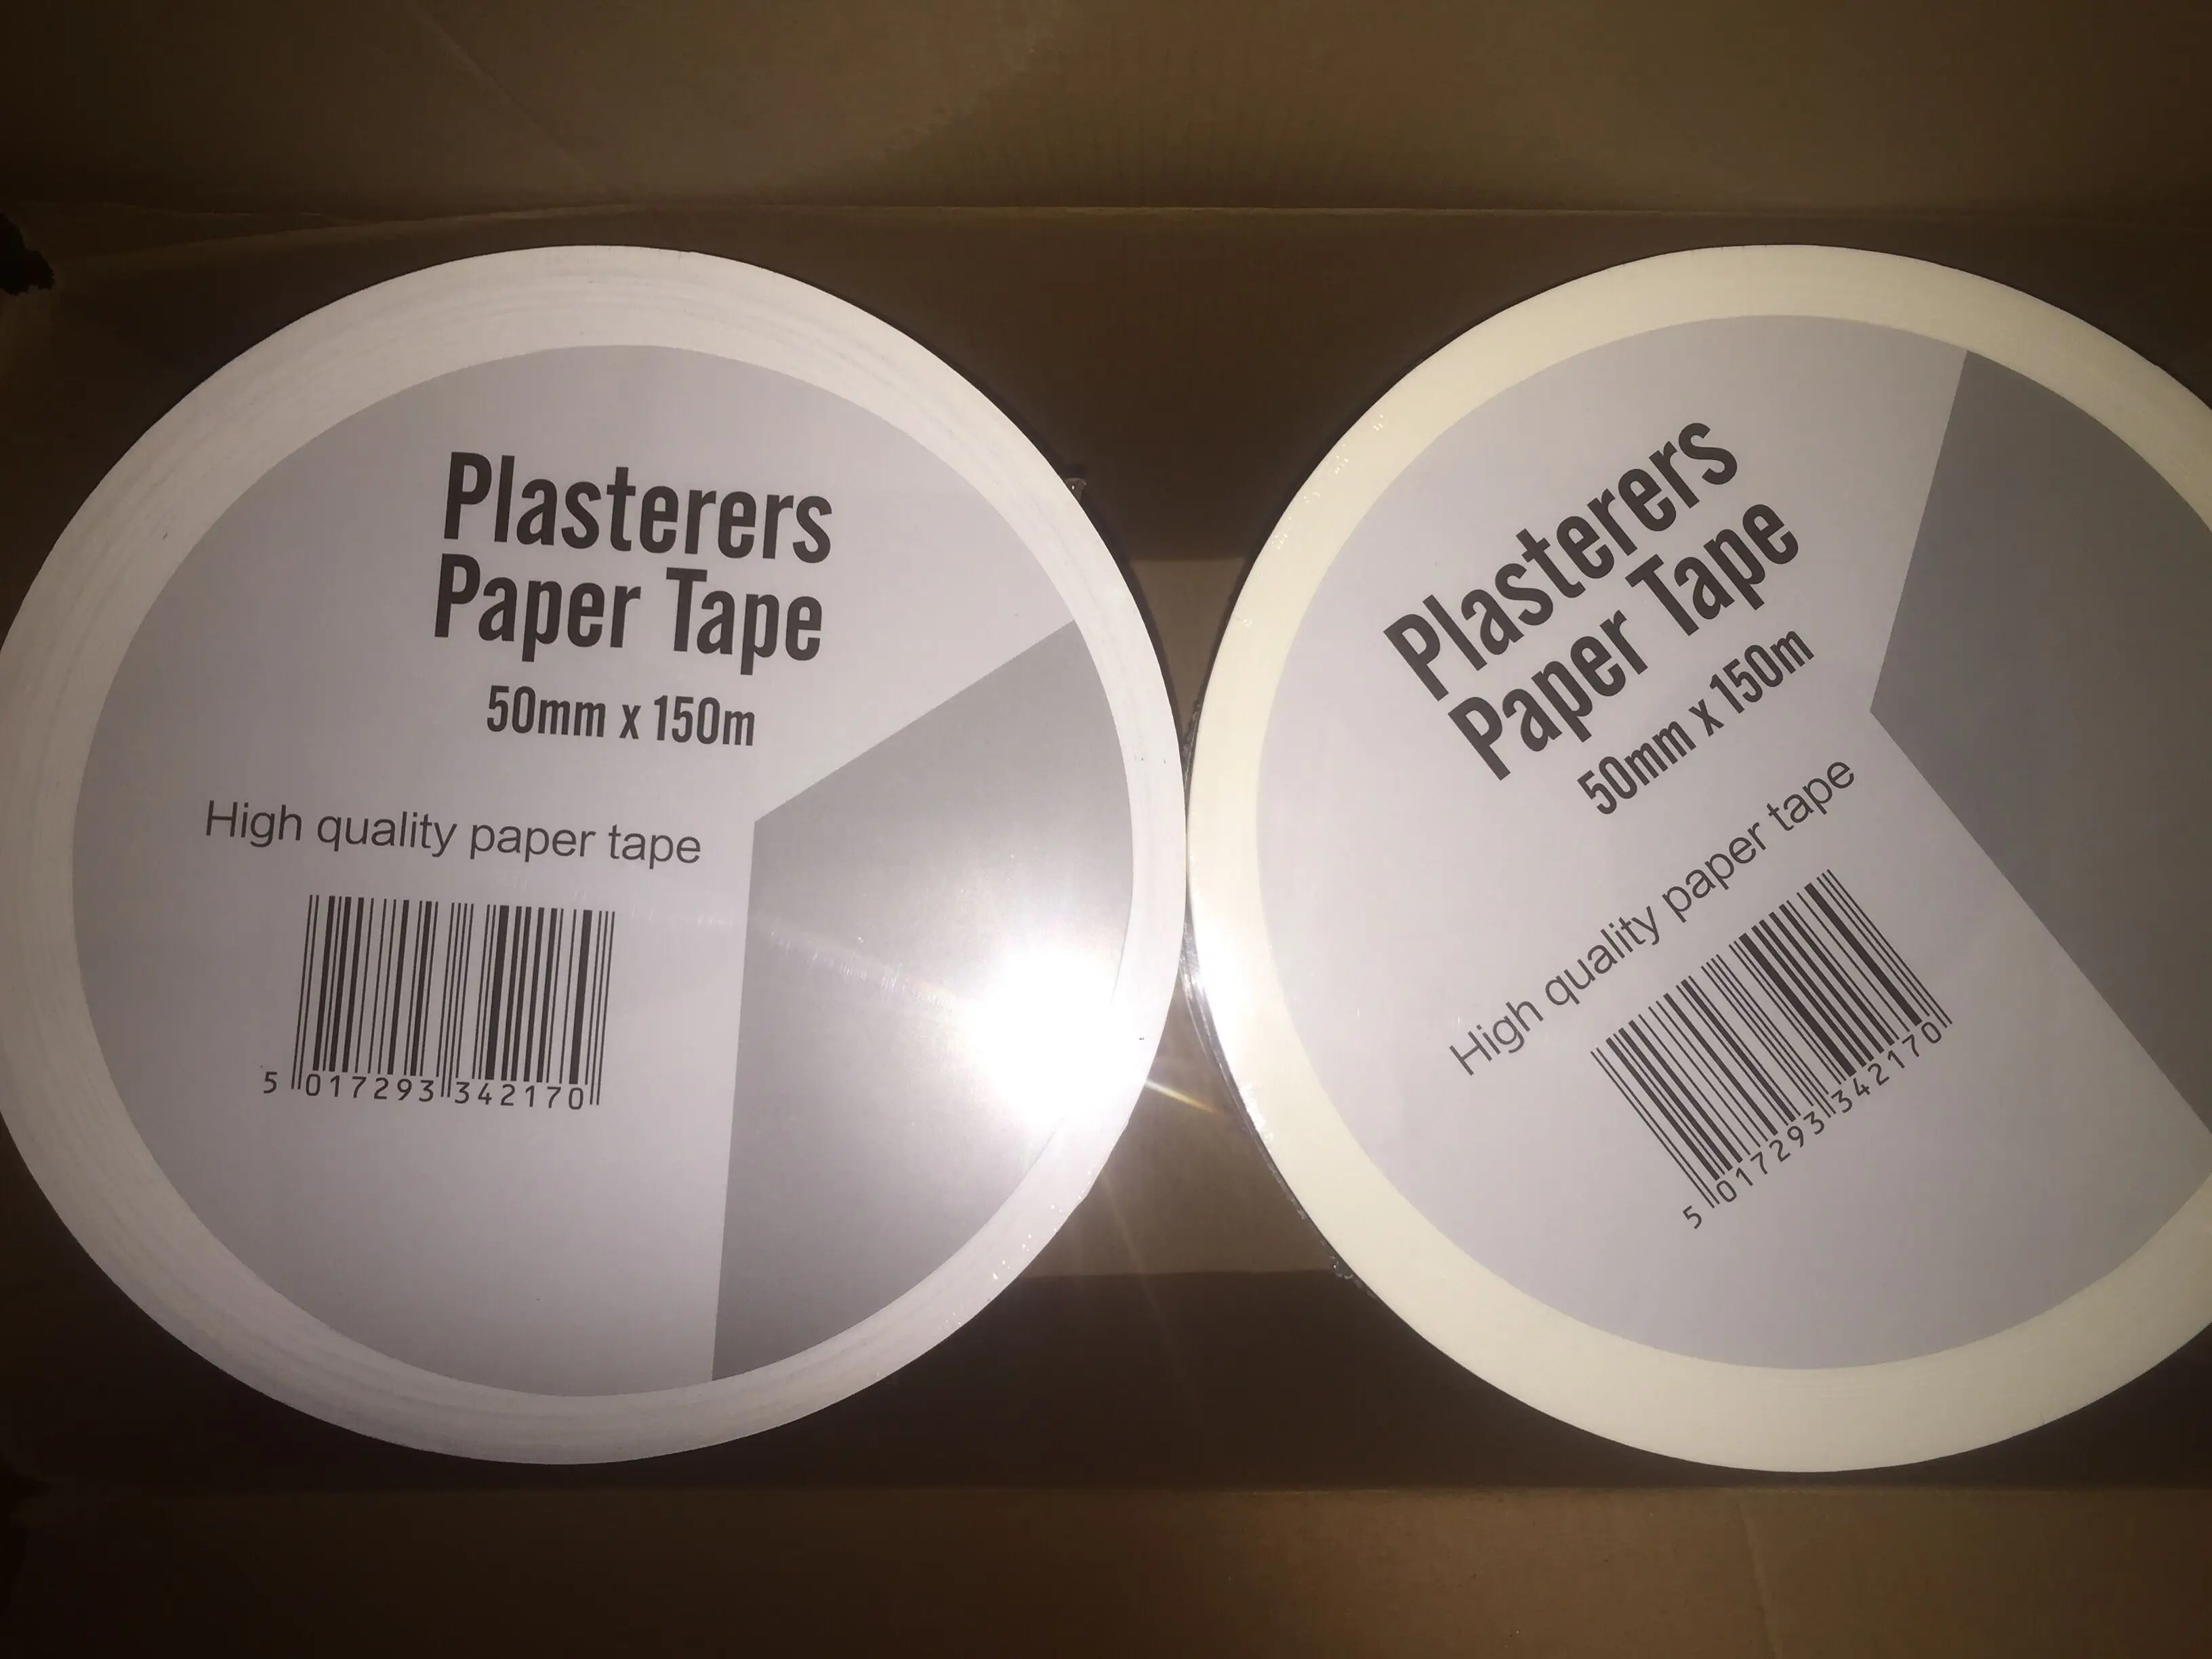 Plasterers
Paper Tape
50mm x 150m
High quality paper tape
5 017293 342170
Plasterers
Paper Tape
50mm x 150m
High quality paper tape
5 017293 342170